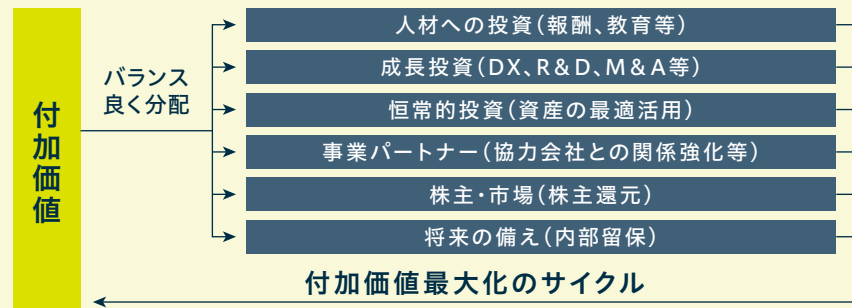 付加価値
バランス
良く分配
人材への投資(報酬、教育等)
成長投資(DX、R&D、M&A等)
恒常的投資(資産の最適活用)
事業パートナー(協力会社との関係強化等)
株主・市場(株主還元)
将来の備え(内部留保)
付加価値最大化のサイクル